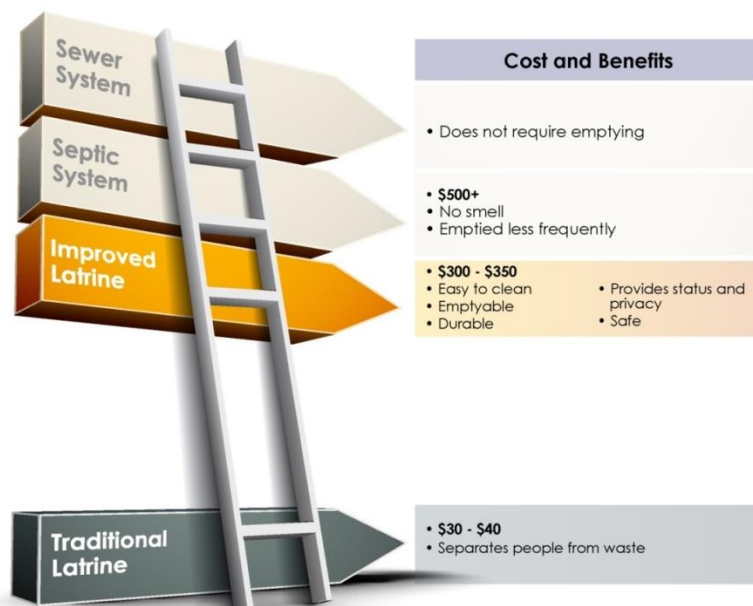 Cost and Benefits
Sewer
System
• Does not require emptying
Septic
System
• $500+
• No smell
• Emptied less frequently
Improved
Latrine
• $300 - $350
• Easy to clean
• Emptyable
• Durable
• Provides status and
privacy
• Safe
Traditional
Latrine
• $30 - $40
• Separates people from waste